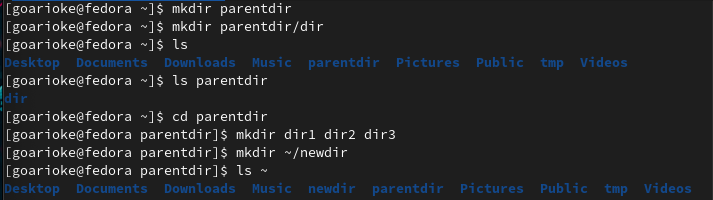 [goarioke@fedora ~]$ mkdir parentdir
[goarioke@fedora ~]$ mkdir parentdir/dir
[goarioke@fedora ~]$ ls
Desktop  Documents  Downloads  Music  parentdir  Pictures  Public  tmp  Videos
[goarioke@fedora ~]$ ls parentdir
dir
[goarioke@fedora ~]$ cd parentdir
[goarioke@fedora parentdir]$ mkdir dir1 dir2 dir3
[goarioke@fedora parentdir]$ mkdir ~/newdir
[goarioke@fedora parentdir]$ ls ~
Desktop  Documents  Downloads  Music  newdir  parentdir  Pictures  Public  tmp  Videos